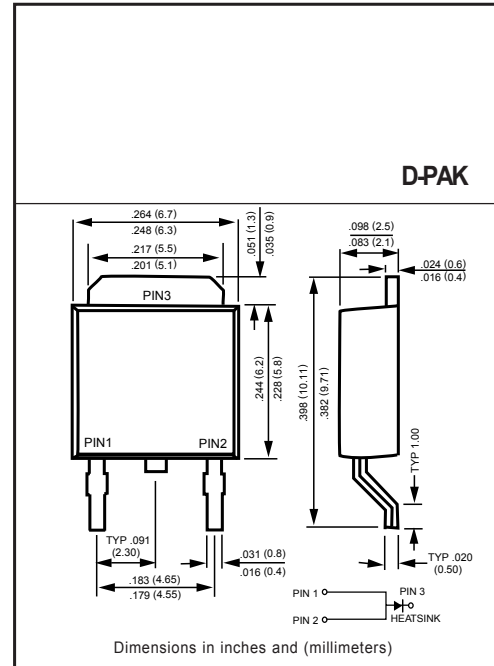 D-PAK
.264 (6.7)
.248 (6.3)
.217 (5.5)
.201 (5.1)
.051 (1.3)
.035 (0.9)
.098 (2.5)
.083 (2.1)
.024 (0.6)
.016 (0.4)
PIN3
.244 (6.2)
.228 (5.8)
.398 (10.11)
.382 (9.71)
PIN1
PIN2
TYP 1.00
TYP .091
(2.30)
.031 (0.8)
.016 (0.4)
TYP .020
(0.50)
.183 (4.65)
.179 (4.55)
PIN 1
PIN 3
PIN 2
HEATSINK
Dimensions in inches and (millimeters)